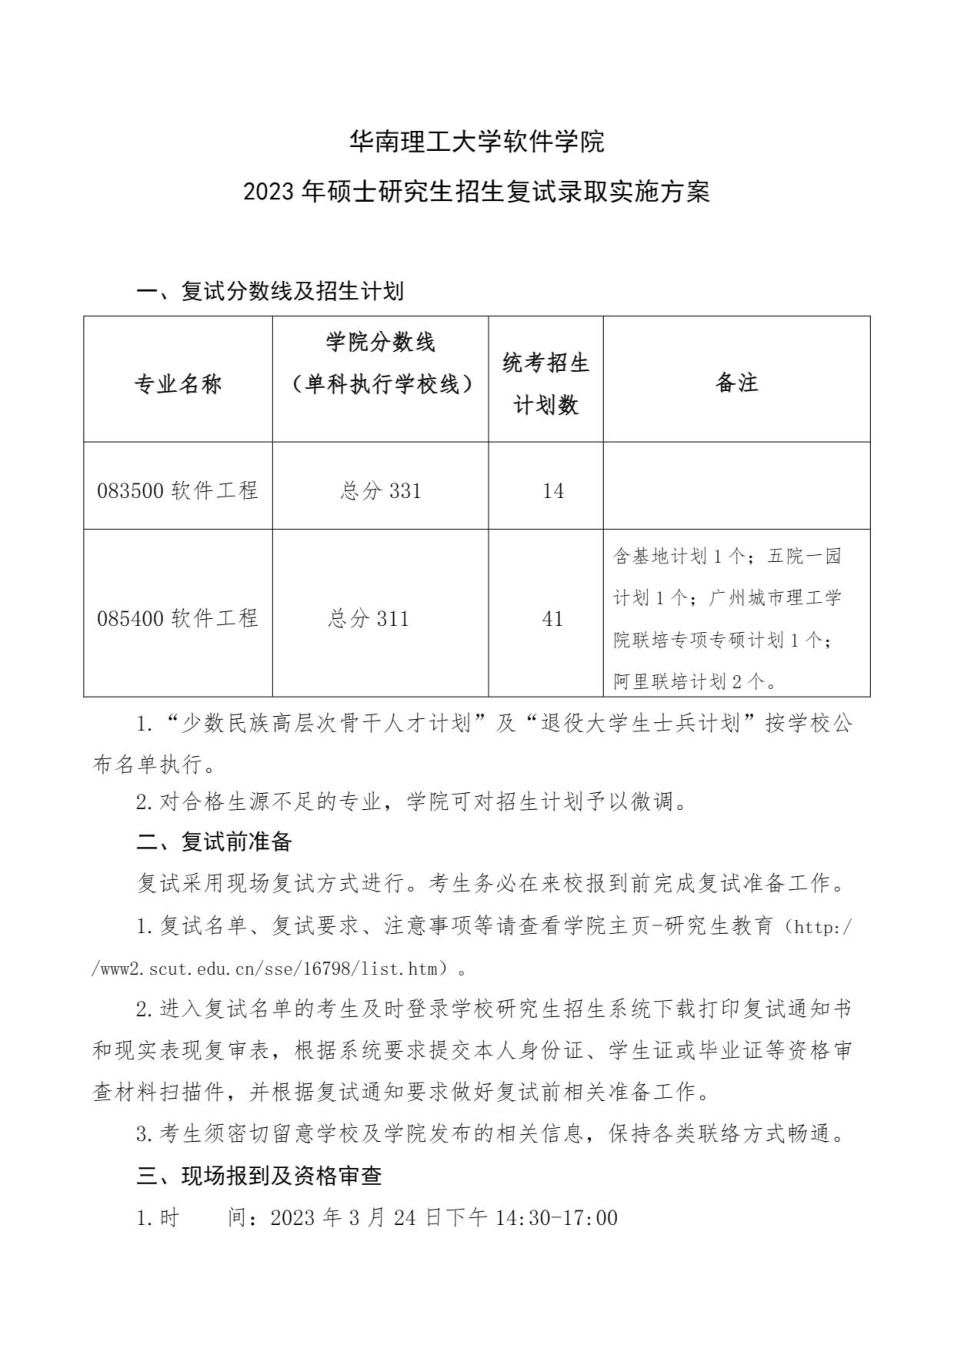 华南理工大学软件学院
2023 年硕士研究生招生复试录取实施方案
一、复试分数线及招生计划
专业名称
学院分数线
（单科执行学校线）
统考招生
计划数
备注
083500 软件工程
总分 331
14
085400 软件工程
总分 311
41
含基地计划 1 个；五院一园
计划 1 个；广州城市理工学
院联培专项专硕计划 1 个；
阿里联培计划 2 个。
1.“少数民族高层次骨干人才计划”及“退役大学生士兵计划”按学校公
布名单执行。
2.对合格生源不足的专业，学院可对招生计划予以微调。
二、复试前准备
复试采用现场复试方式进行。考生务必在来校报到前完成复试准备工作。
1.复试名单、复试要求、注意事项等请查看学院主页-研究生教育（http:/
/www2.scut.edu.cn/sse/16798/list.htm）。
2.进入复试名单的考生及时登录学校研究生招生系统下载打印复试通知书
和现实表现复审表，根据系统要求提交本人身份证、学生证或毕业证等资格审
查材料扫描件，并根据复试通知要求做好复试前相关准备工作。
3.考生须密切留意学校及学院发布的相关信息，保持各类联络方式畅通。
三、现场报到及资格审查
1.时 间：2023 年 3 月 24 日下午 14:30-17:00